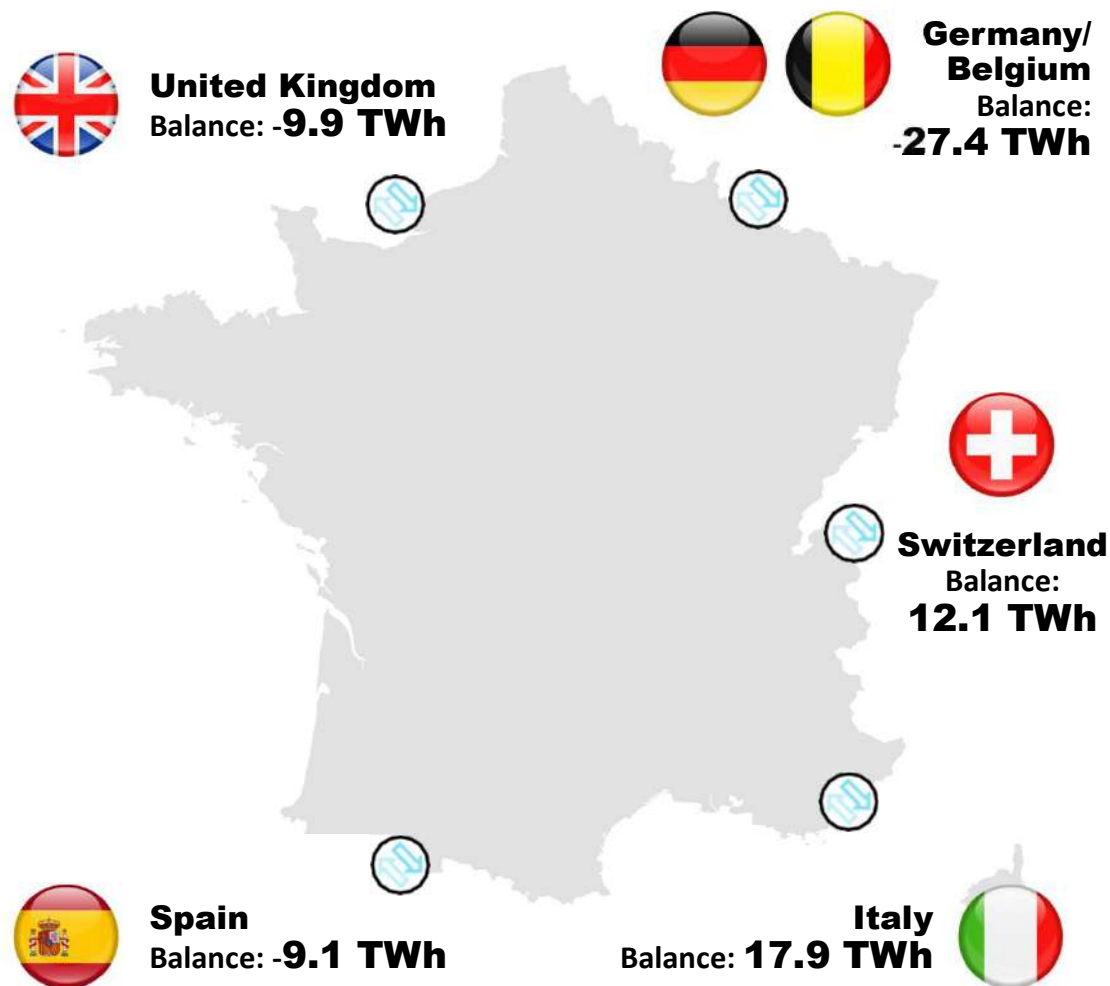 United Kingdom
Balance: -9.9 TWh
Germany/
Belgium
Balance:
-27.4 TWh
Switzerland
Balance:
12.1 TWh
Spain
Balance: -9.1 TWh
Italy
Balance: 17.9 TWh